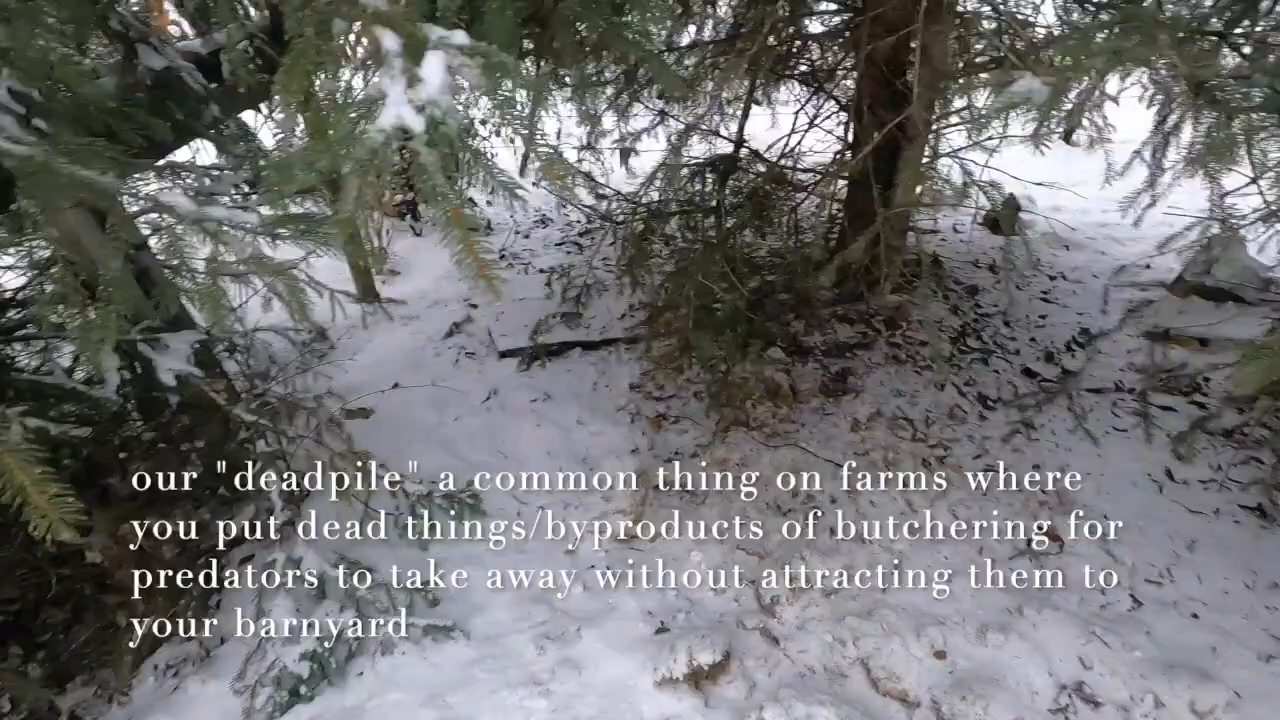 our "deadpile" a common thing on farms where
you put dead things/byproducts of butchering for
predators to take away without attracting them to
your barnyard